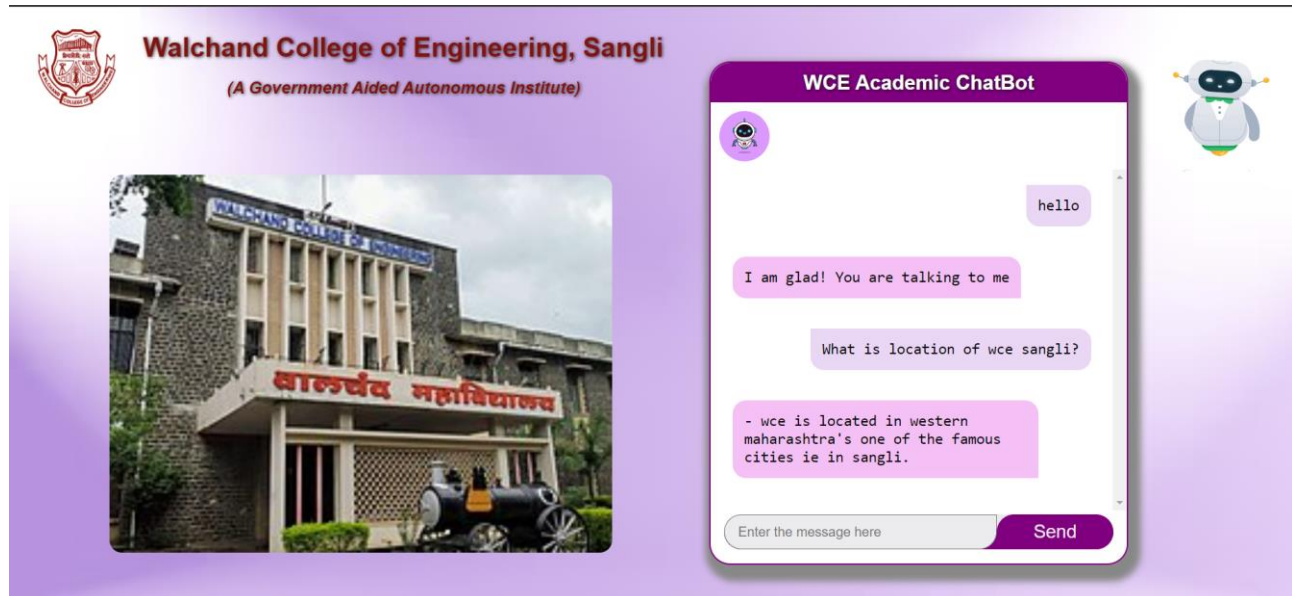 Walchand College of Engineering, Sangli
(A Government Aided Autonomous Institute)
WALCHAND COLLEGE OF ENGINEERING
वालचंद महाविद्यालय
WCE Academic ChatBot
hello
I am glad! You are talking to me
What is location of wce sangli?
- wce is located in western
maharashtra's one of the famous
cities ie in sangli.
Enter the message here
Send